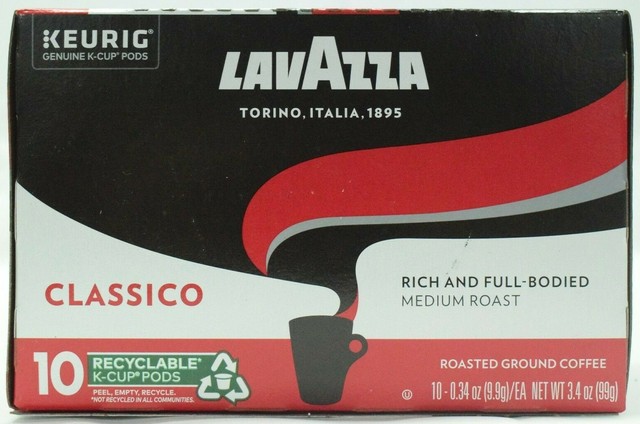 KEURIG®
GENUINE K-CUP® PODS
LAVAZZA
TORINO, ITALIA, 1895
CLASSICO
RICH AND FULL-BODIED
MEDIUM ROAST
10 RECYCLABLE*
K-CUP® PODS
PEEL, EMPTY, RECYCLE.
*NOT RECYCLED IN ALL COMMUNITIES.
ROASTED GROUND COFFEE
U 10 - 0.34 oz (9.9g)/EA NET WT 3.4 oz (99g)